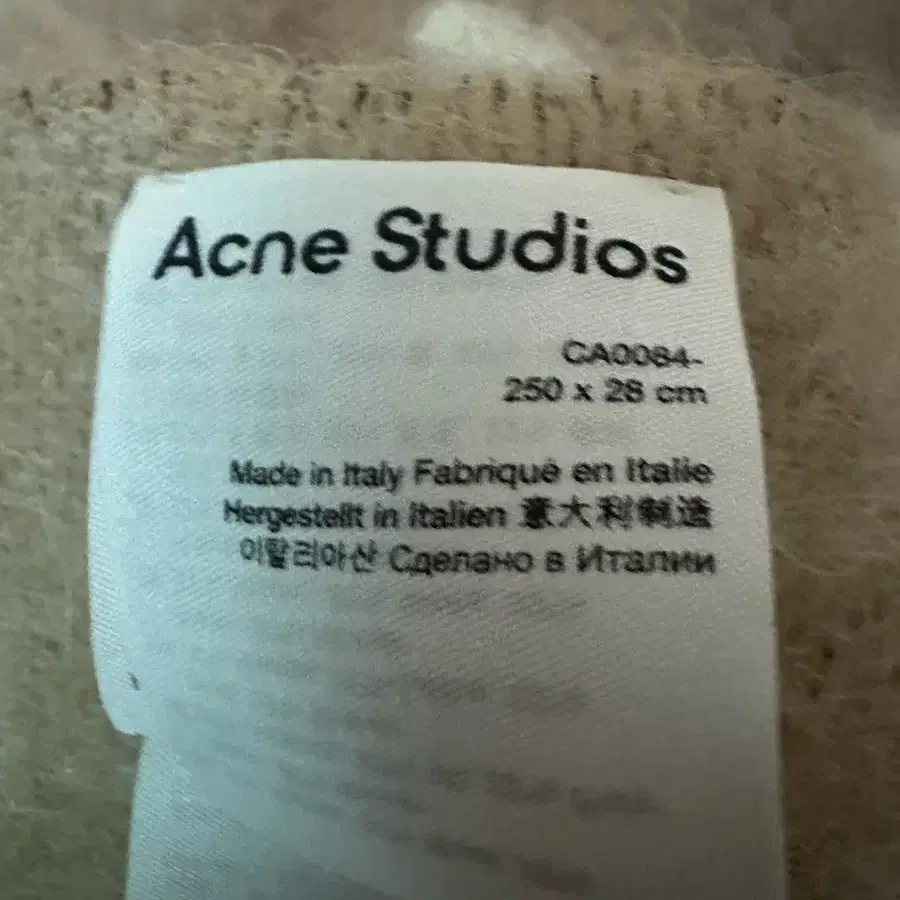 Acne Studios
CA0084-
250 x 28 cm
Made in Italy Fabriqué en Italie
Hergestellt in Italien 意大利制造
이탈리아산 Сделано в Италии